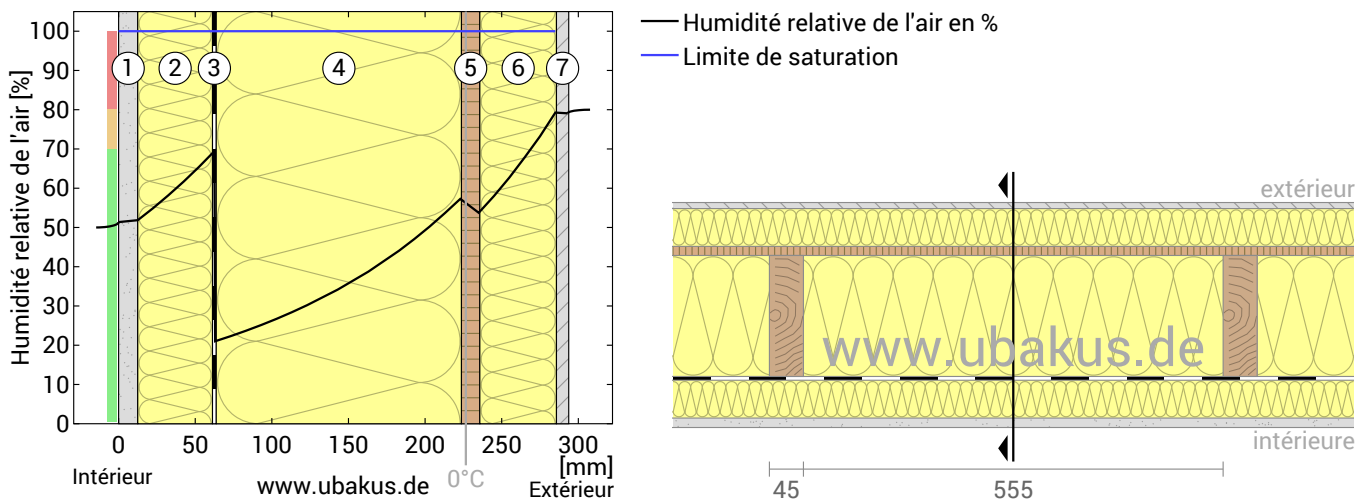 Humidité relative de l'air [%]
100
90
80
70
60
50
40
30
20
10
0
1 2 3 4 5 6 7
0 50 100 150 200 250 300
[mm]
0°C
Intérieur
www.ubakus.de
Extérieur
Humidité relative de l'air en %
Limite de saturation
extérieur
www.ubakus.de
intérieure
45 555